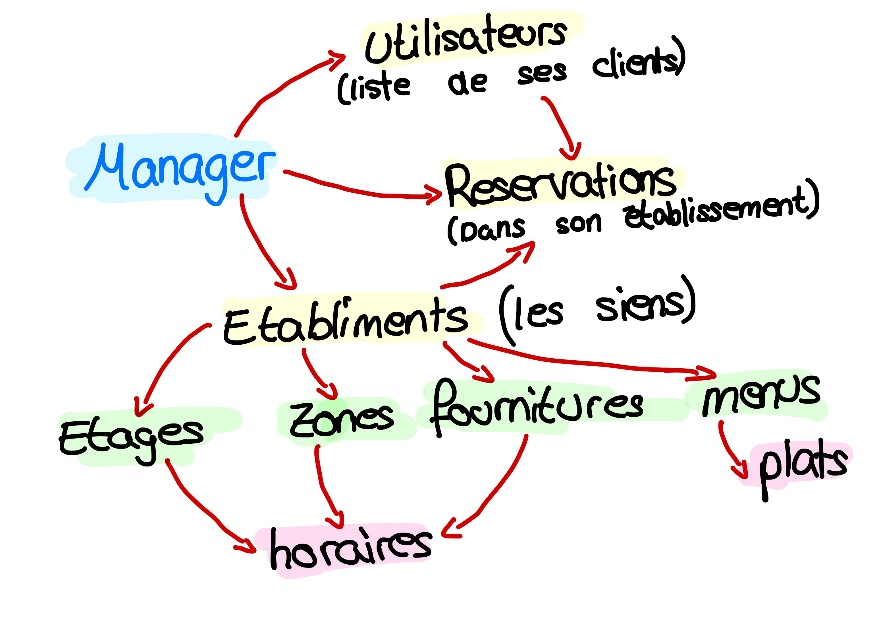 Utilisateurs
(liste de ses clients)
Manager
Reservations
(Dans son etablissement)
Etabliments (les siens)
Etages
zones
fournitures
menus
plats
horaires